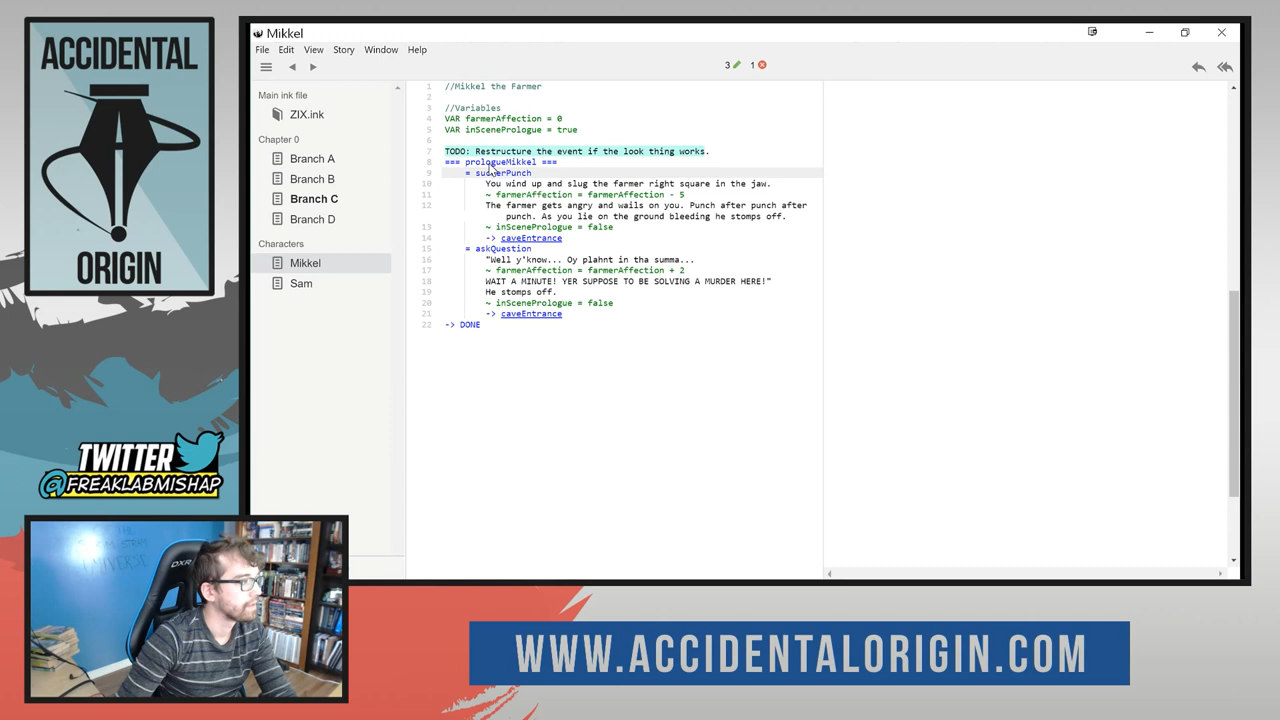 ACCIDENTAL
ORIGIN
TWITTER
@FREAKLABMISHAP
DXR
Mikkel
File Edit View Story Window Help
3 1
Main ink file
ZIX.ink
Chapter 0
Branch A
Branch B
Branch C
Branch D
Characters
Mikkel
Sam
1 //Mikkel the Farmer
2
3 //Variables
4 VAR farmerAffection = 0
5 VAR inScenePrologue = true
6
7 TODO: Restructure the event if the look thing works.
8 === prologueMikkel ===
9 = suckerPunch
10 You wind up and slug the farmer right square in the jaw.
11 ~ farmerAffection = farmerAffection - 5
12 The farmer gets angry and wails on you. Punch after punch after
punch. As you lie on the ground bleeding he stomps off.
13 ~ inScenePrologue = false
14 -> caveEntrance
15 = askQuestion
16 "Well y'know... Oy plahnt in tha summa...
17 ~ farmerAffection = farmerAffection + 2
18 WAIT A MINUTE! YER SUPPOSE TO BE SOLVING A MURDER HERE!"
19 He stomps off.
20 ~ inScenePrologue = false
21 -> caveEntrance
22 -> DONE
WWW.ACCIDENTALORIGIN.COM